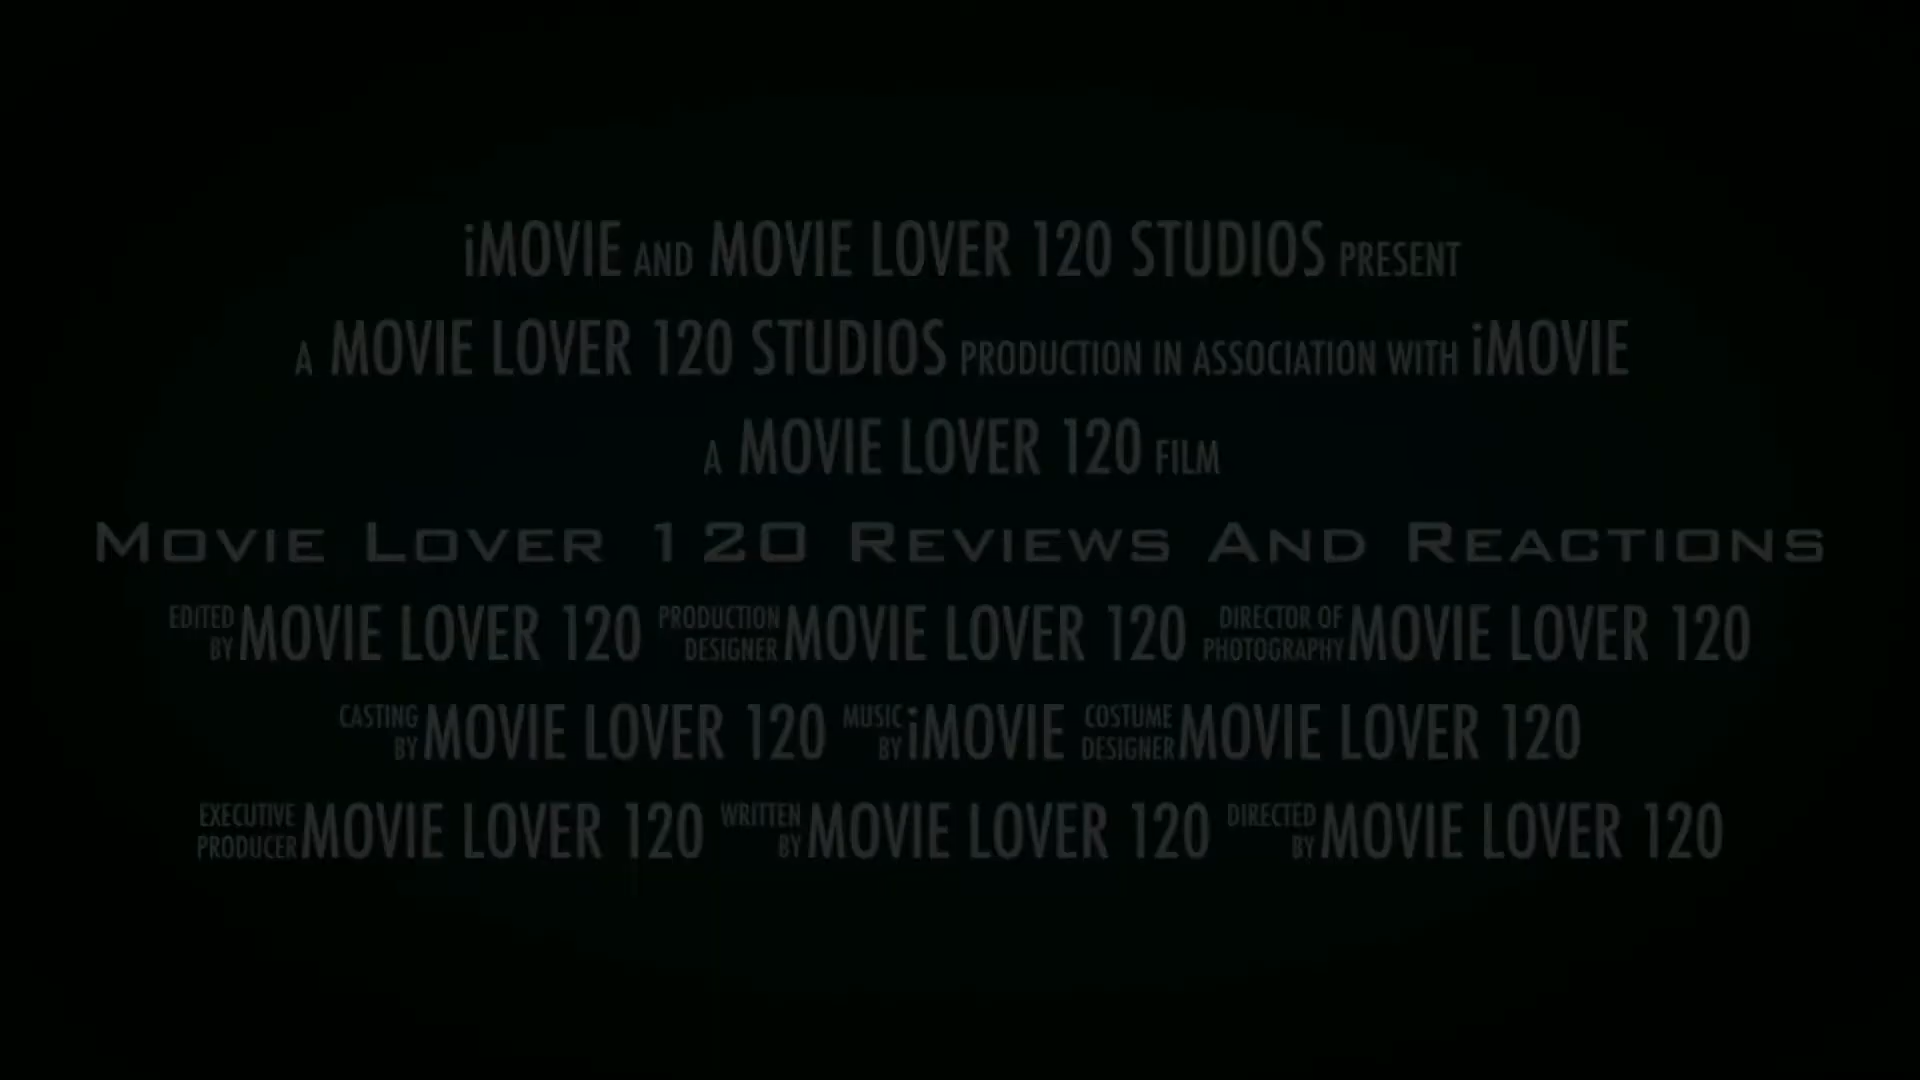 iMOVIE AND MOVIE LOVER 120 STUDIOS PRESENT
A MOVIE LOVER 120 STUDIOS PRODUCTION IN ASSOCIATION WITH iMOVIE
A MOVIE LOVER 120 FILM
MOVIE LOVER 120 REVIEWS AND REACTIONS
EDITED BY MOVIE LOVER 120 PRODUCTION DESIGNER MOVIE LOVER 120 DIRECTOR OF PHOTOGRAPHY MOVIE LOVER 120
CASTING BY MOVIE LOVER 120 MUSIC BY iMOVIE COSTUME DESIGNER MOVIE LOVER 120
EXECUTIVE PRODUCER MOVIE LOVER 120 WRITTEN BY MOVIE LOVER 120 DIRECTED BY MOVIE LOVER 120